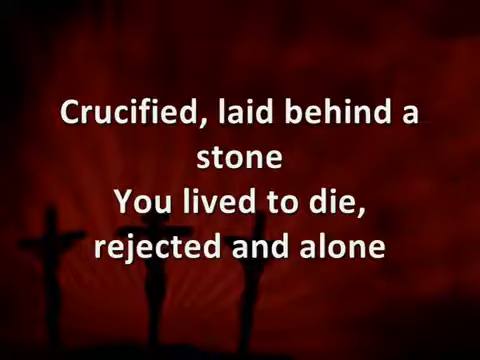 Crucified, laid behind a
stone
You lived to die,
rejected and alone